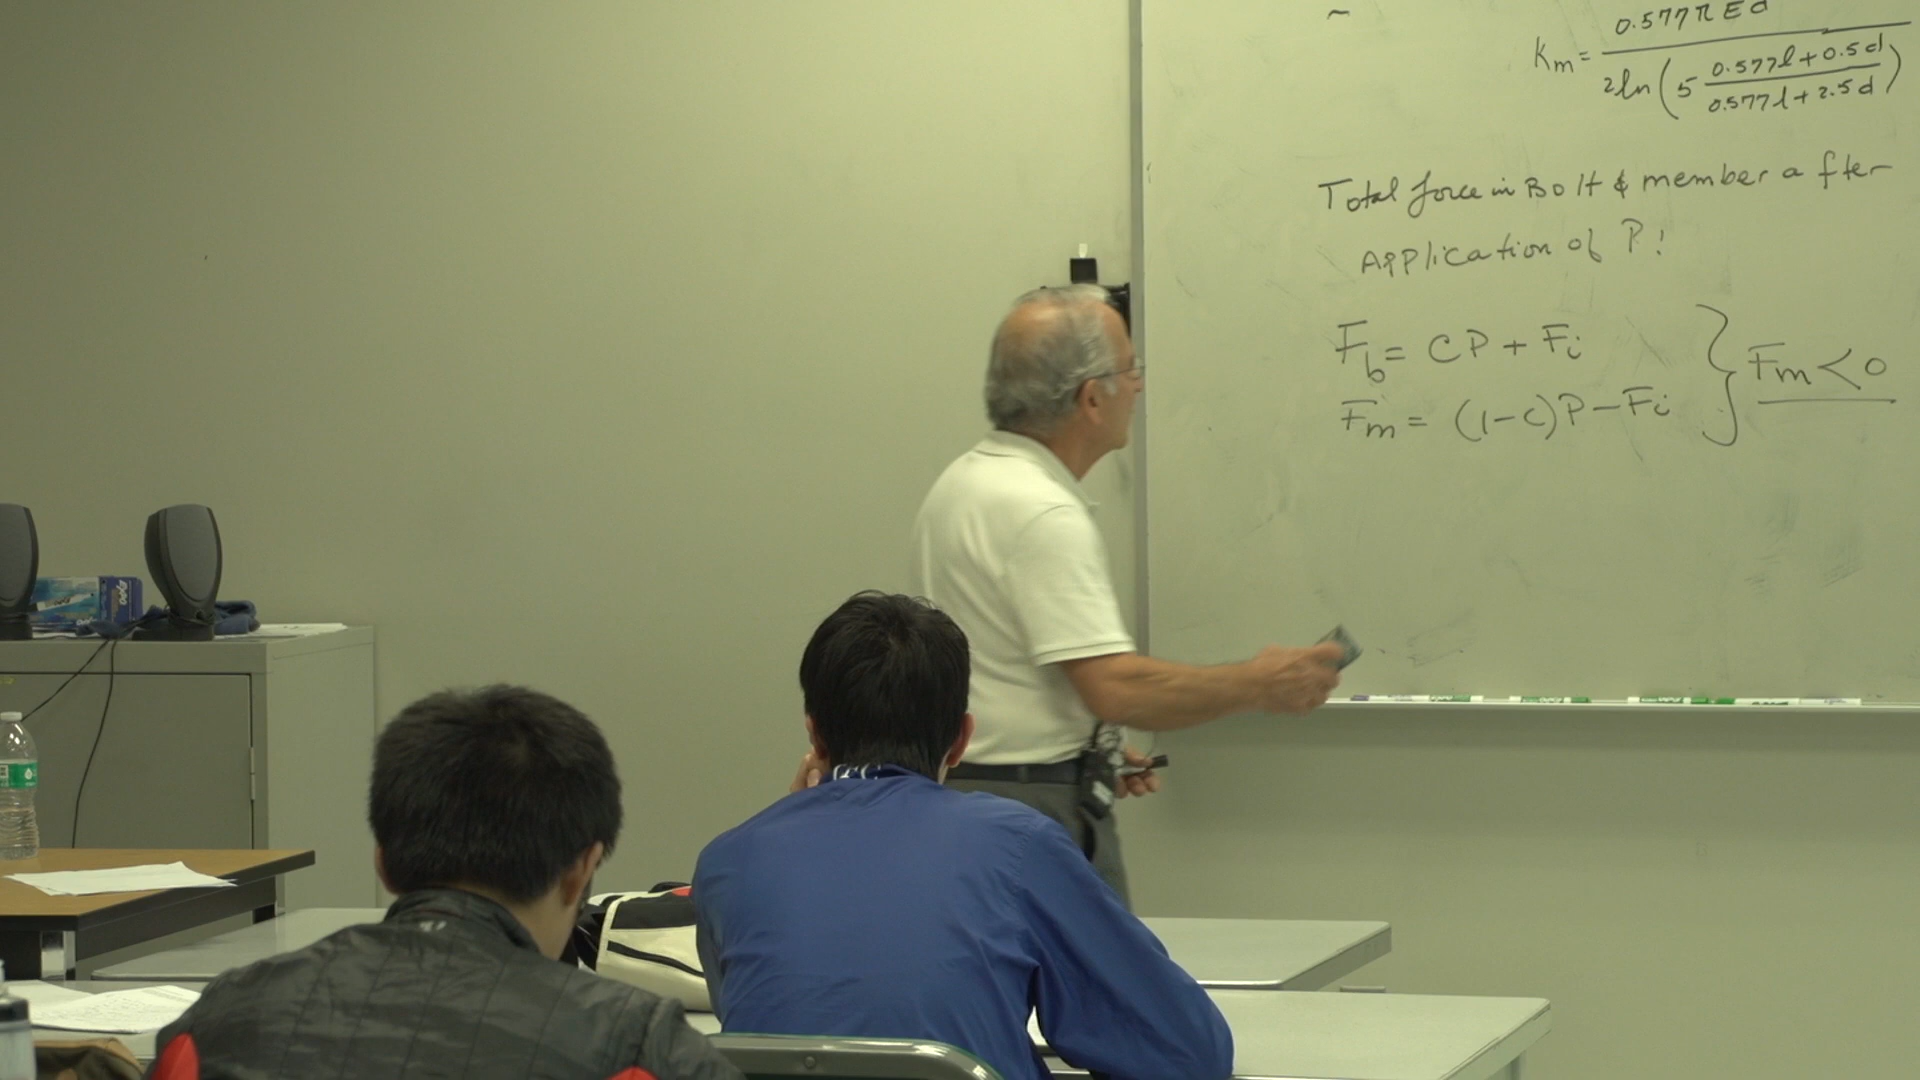 0.577πEd
Km = 2ln(5 0.577l+0.5d / 0.577l+2.5d)
Total force in Bolt & member after
Application of P!
Fb = CP + Fi
Fm = (1-C)P - Fi } Fm < 0